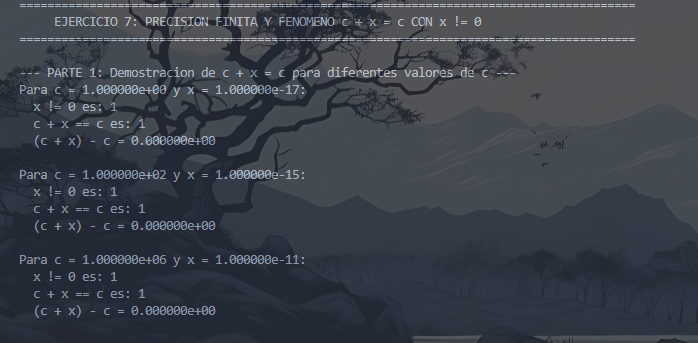 ================================================================================
EJERCICIO 7: PRECISION FINITA Y FENOMENO c + x = c CON x != 0
================================================================================
--- PARTE 1: Demostracion de c + x = c para diferentes valores de c ---
Para c = 1.000000e+00 y x = 1.000000e-17:
x != 0 es: 1
c + x == c es: 1
(c + x) - c = 0.000000e+00
Para c = 1.000000e+02 y x = 1.000000e-15:
x != 0 es: 1
c + x == c es: 1
(c + x) - c = 0.000000e+00
Para c = 1.000000e+06 y x = 1.000000e-11:
x != 0 es: 1
c + x == c es: 1
(c + x) - c = 0.000000e+00